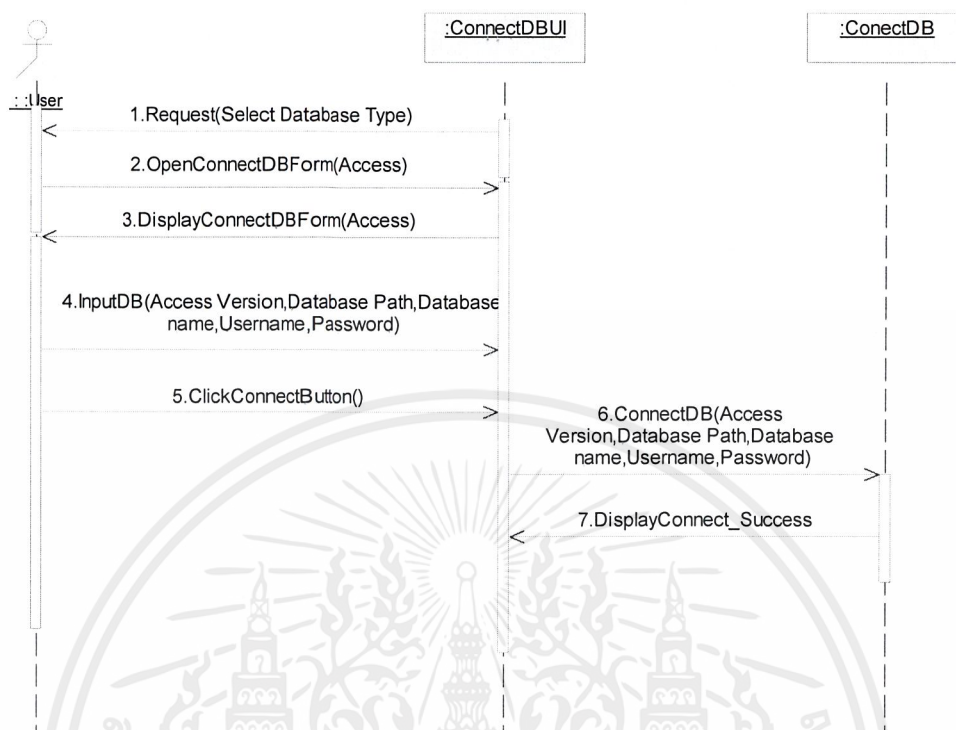 :ConnectDBUI
:ConectDB
: :User
1.Request(Select Database Type)
2.OpenConnectDBForm(Access)
3.DisplayConnectDBForm(Access)
4.InputDB(Access Version,Database Path,Database
name,Username,Password)
5.ClickConnectButton()
6.ConnectDB(Access
Version,Database Path,Database
name,Username,Password)
7.DisplayConnect_Success